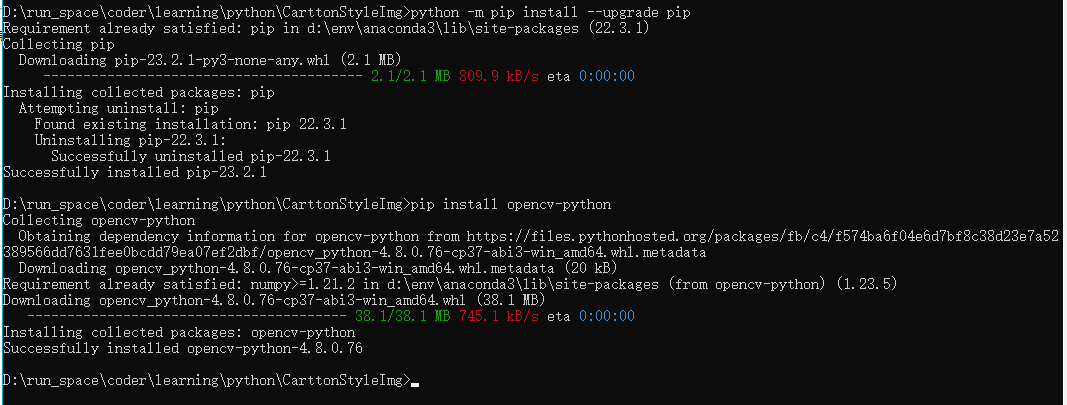 D:\run_space\coder\learning\python\CarttonStyleImg>python -m pip install --upgrade pip
Requirement already satisfied: pip in d:\env\anaconda3\lib\site-packages (22.3.1)
Collecting pip
  Downloading pip-23.2.1-py3-none-any.whl (2.1 MB)
     ---------------------------------------- 2.1/2.1 MB 809.9 kB/s eta 0:00:00
Installing collected packages: pip
  Attempting uninstall: pip
    Found existing installation: pip 22.3.1
    Uninstalling pip-22.3.1:
      Successfully uninstalled pip-22.3.1
Successfully installed pip-23.2.1
D:\run_space\coder\learning\python\CarttonStyleImg>pip install opencv-python
Collecting opencv-python
  Obtaining dependency information for opencv-python from https://files.pythonhosted.org/packages/fb/c4/f574ba6f04e6d7bf8c38d23e7a52
389566dd7631fee0bcdd79ea07ef2dbf/opencv_python-4.8.0.76-cp37-abi3-win_amd64.whl.metadata
  Downloading opencv_python-4.8.0.76-cp37-abi3-win_amd64.whl.metadata (20 kB)
Requirement already satisfied: numpy>=1.21.2 in d:\env\anaconda3\lib\site-packages (from opencv-python) (1.23.5)
Downloading opencv_python-4.8.0.76-cp37-abi3-win_amd64.whl (38.1 MB)
   ---------------------------------------- 38.1/38.1 MB 745.1 kB/s eta 0:00:00
Installing collected packages: opencv-python
Successfully installed opencv-python-4.8.0.76
D:\run_space\coder\learning\python\CarttonStyleImg>